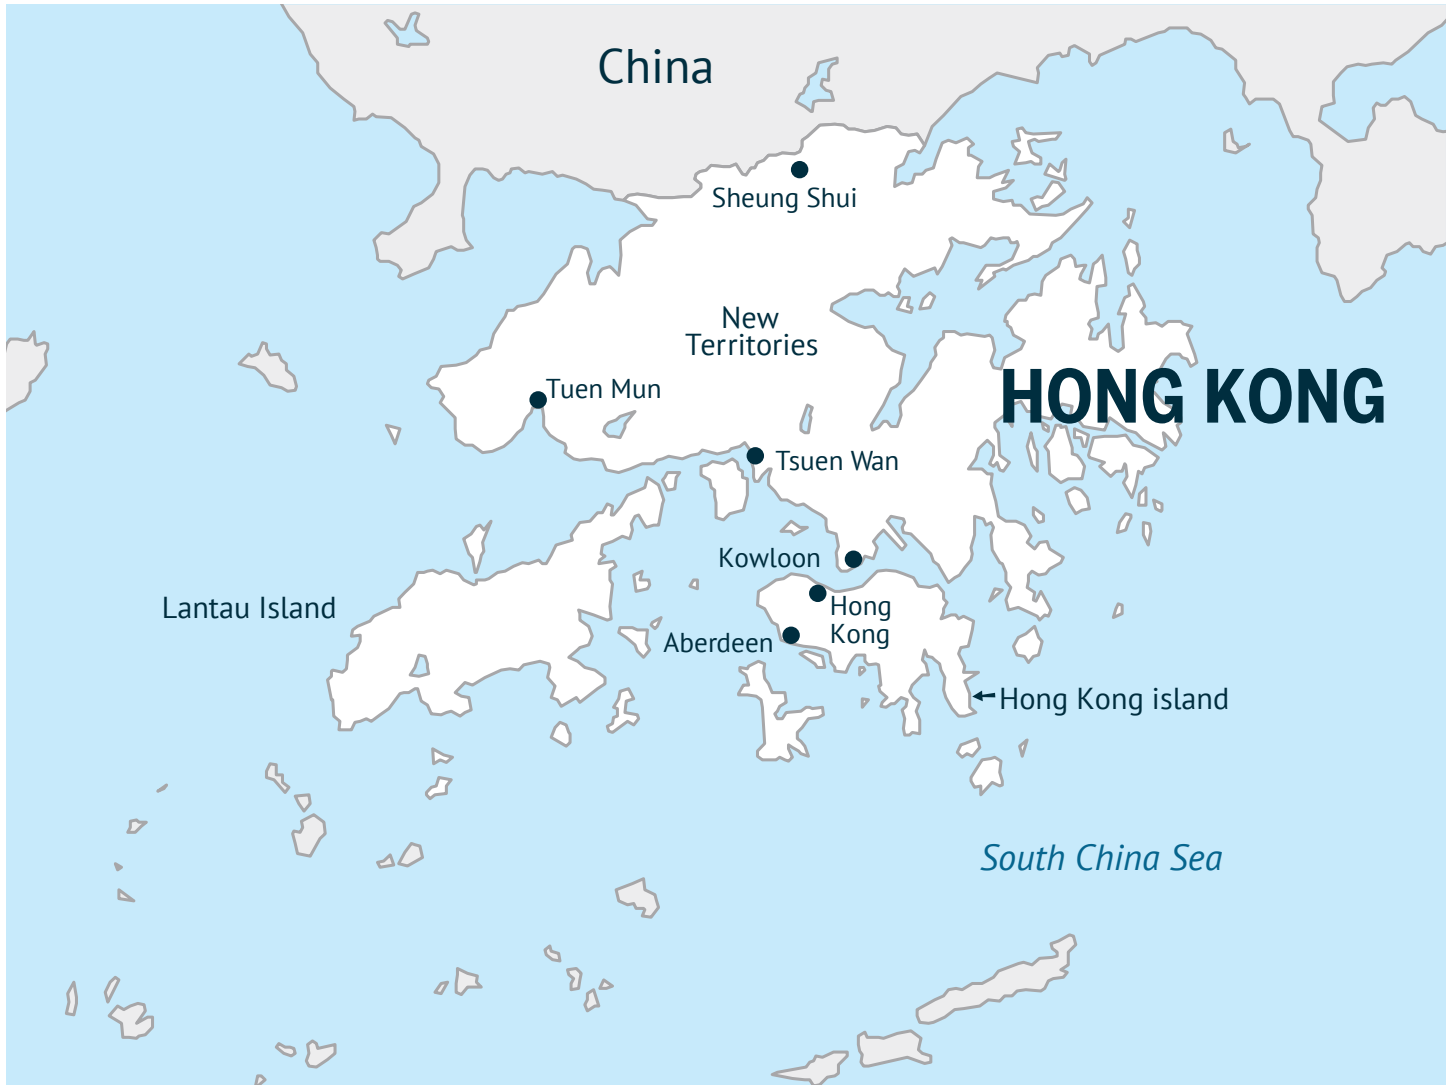 China
Sheung Shui
New
Territories
HONG KONG
Tuen Mun
Tsuen Wan
Kowloon
Lantau Island
Hong
Kong
Aberdeen
Hong Kong island
South China Sea